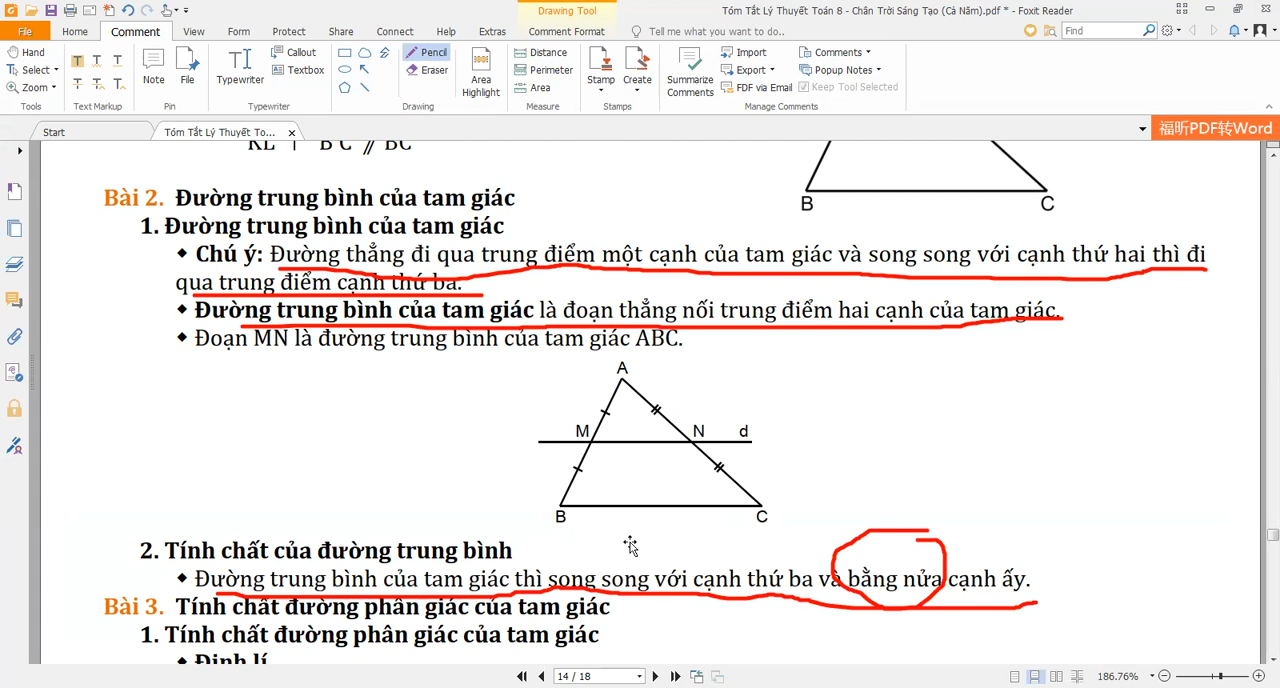 Drawing Tool
Tóm Tắt Lý Thuyết Toán 8 - Chân Trời Sáng Tạo (Cả Năm).pdf * - Foxit Reader
File Home Comment View Form Protect Share Connect Help Extras Comment Format Tell me what you want to do... Find
Hand
Select
Zoom
Tools
T T T
T T T
Text Markup
Note File
Pin
Typewriter
Callout
Textbox
Typewriter
Pencil
Eraser
Drawing
Area Highlight
Distance
Perimeter
Area
Measure
Stamp Create
Stamps
Summarize Comments
Import
Export
FDF via Email
Comments
Popup Notes
Keep Tool Selected
Manage Comments
Start Tóm Tắt Lý Thuyết To... 福昕PDF转Word
B'C' // BC
B C
Bài 2. Đường trung bình của tam giác
1. Đường trung bình của tam giác
Chú ý: Đường thẳng đi qua trung điểm một cạnh của tam giác và song song với cạnh thứ hai thì đi
qua trung điểm cạnh thứ ba.
Đường trung bình của tam giác là đoạn thẳng nối trung điểm hai cạnh của tam giác.
Đoạn MN là đường trung bình của tam giác ABC.
A
M N d
B C
2. Tính chất của đường trung bình
Đường trung bình của tam giác thì song song với cạnh thứ ba và bằng nửa cạnh ấy.
Bài 3. Tính chất đường phân giác của tam giác
1. Tính chất đường phân giác của tam giác
Định lí
14 / 18 186.76%